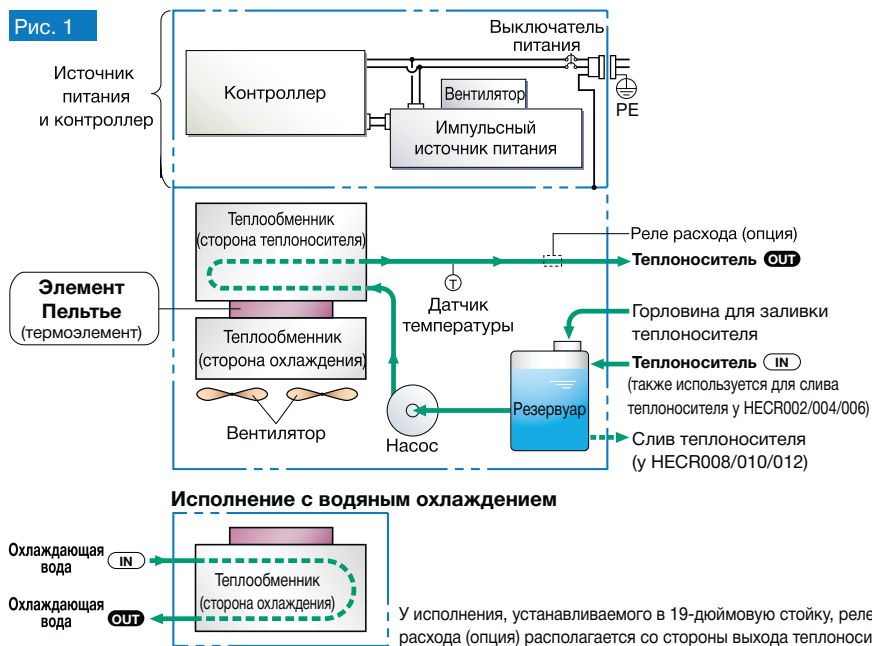 Рис. 1
Выключатель
питания
Источник
питания
и контроллер
Контроллер
Вентилятор
Импульсный
источник питания
PE
Теплообменник
(сторона теплоносителя)
Реле расхода (опция)
Теплоноситель OUT
Элемент
Пельтье
(термоэлемент)
T
Датчик
температуры
Теплообменник
(сторона охлаждения)
Горловина для заливки
теплоносителя
Теплоноситель IN
(также используется для слива
теплоносителя у HECR002/004/006)
Резервуар
Вентилятор
Насос
Слив теплоносителя
(у HECR008/010/012)
Исполнение с водяным охлаждением
Охлаждающая
вода IN
Теплообменник
(сторона охлаждения)
Охлаждающая
вода OUT
У исполнения, устанавливаемого в 19-дюймовую стойку, реле
расхода (опция) располагается со стороны выхода